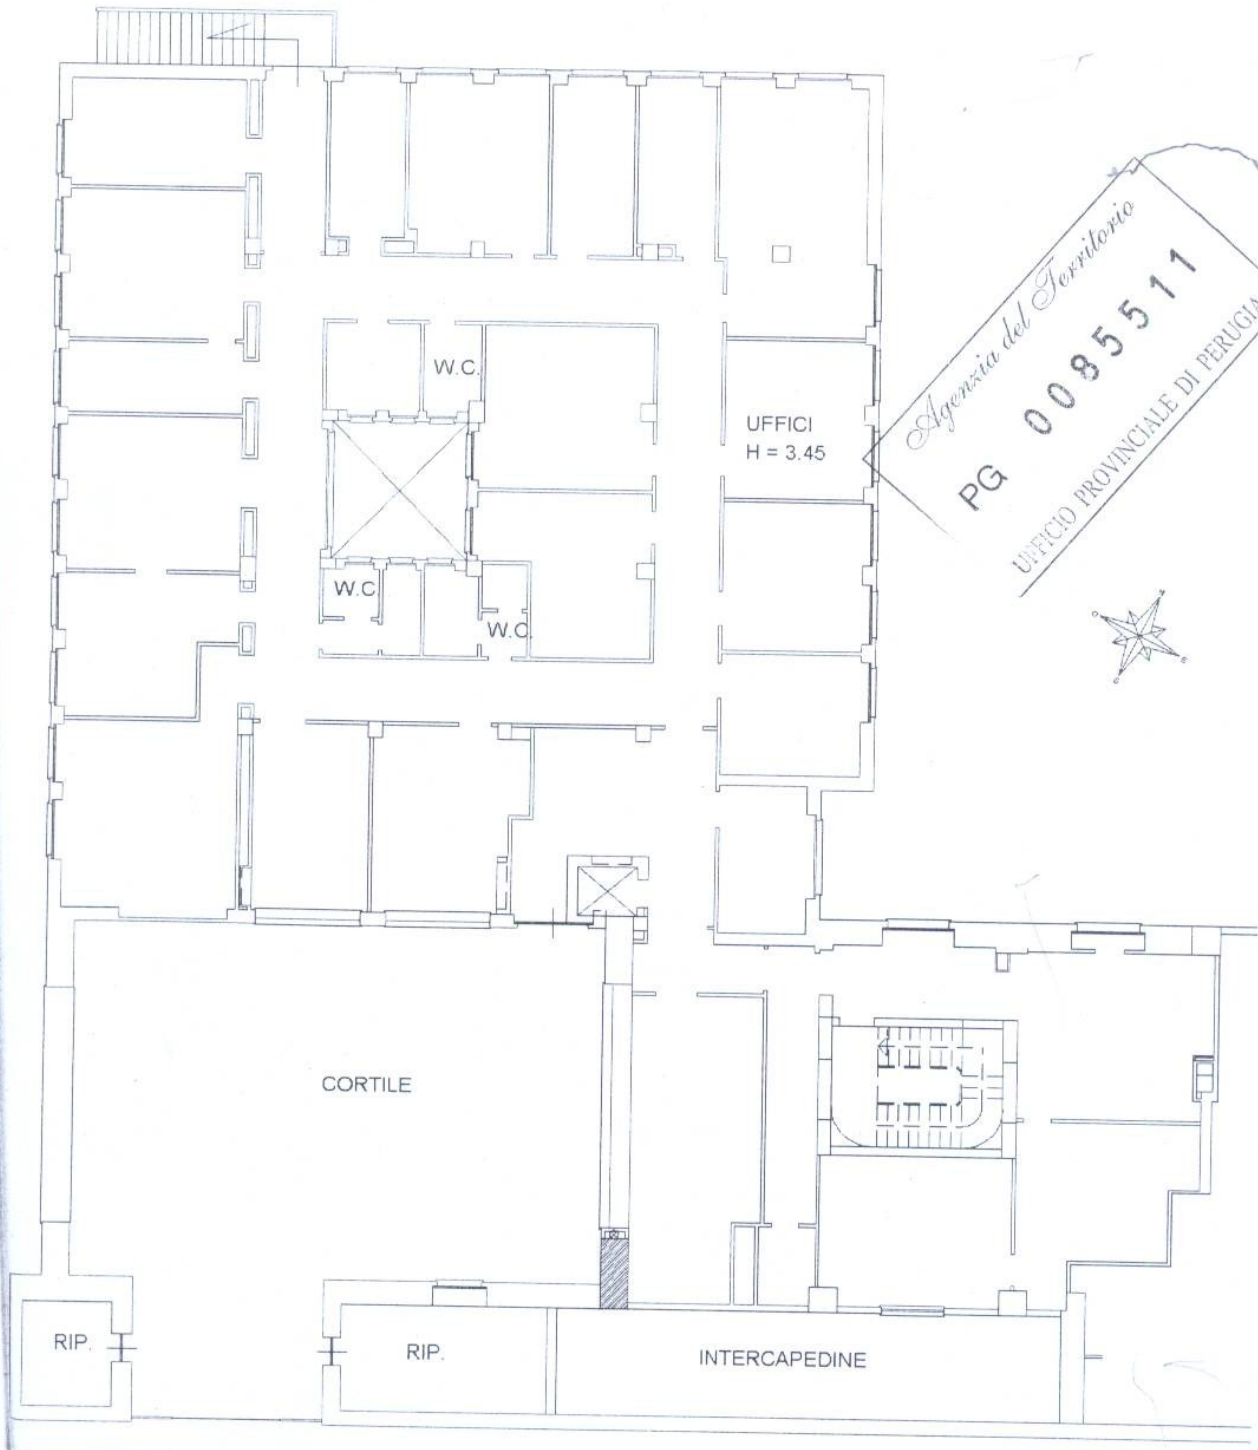 Agenzia del Territorio
PG 0085511
UFFICIO PROVINCIALE DI PERUGIA
W.C.
UFFICI
H = 3.45
W.C
W.C.
CORTILE
RIP.
RIP.
INTERCAPEDINE